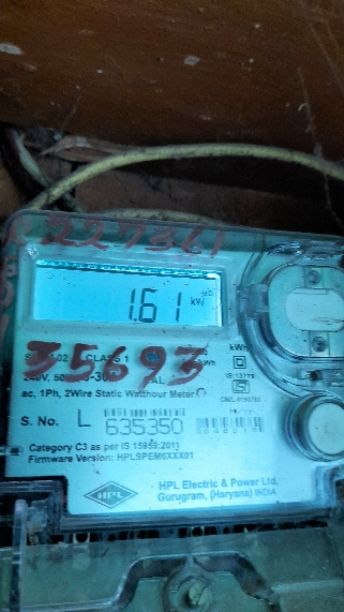 227361
1.61 kW
35693
CLASS 1
240V,
ac, 1Ph, 2Wire Static Watthour Meter
S. No. L 635350
Category C3 as per IS 15959:2011
Firmware Version: HPLSPEM6XXX01
HPL
HPL Electric & Power Ltd.
Gurugram, (Haryana) INDIA